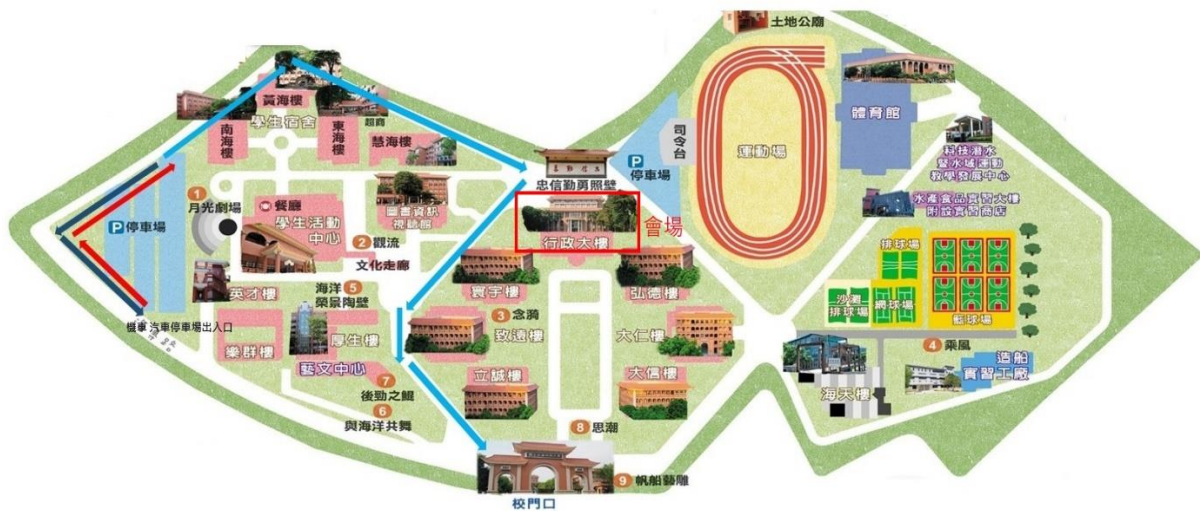 土地公廟
黃海樓
學生宿舍
超商
南海樓
東海樓
慧海樓
忠信勤勇照壁
P
停車場
司令台
運動場
體育館
科技潛水
暨水域運動
教學發展中心
水產食品實習大樓
附設實習商店
1
月光劇場
餐廳
學生活動
中心
圖書資訊
視聽館
會場
行政大樓
P 停車場
2 觀流
文化走廊
寰宇樓
弘德樓
排球場
英才樓
海洋 5
榮景陶壁
3 念漪
致遠樓
大仁樓
沙灘
排球場
網球場
籃球場
機車 汽車停車場出入口
樂群樓
厚生樓
藝文中心
4 乘風
造船
實習工廠
立誠樓
大信樓
海天樓
7
後勁之鯤
6
與海洋共舞
8 思潮
9 帆船藝雕
校門口